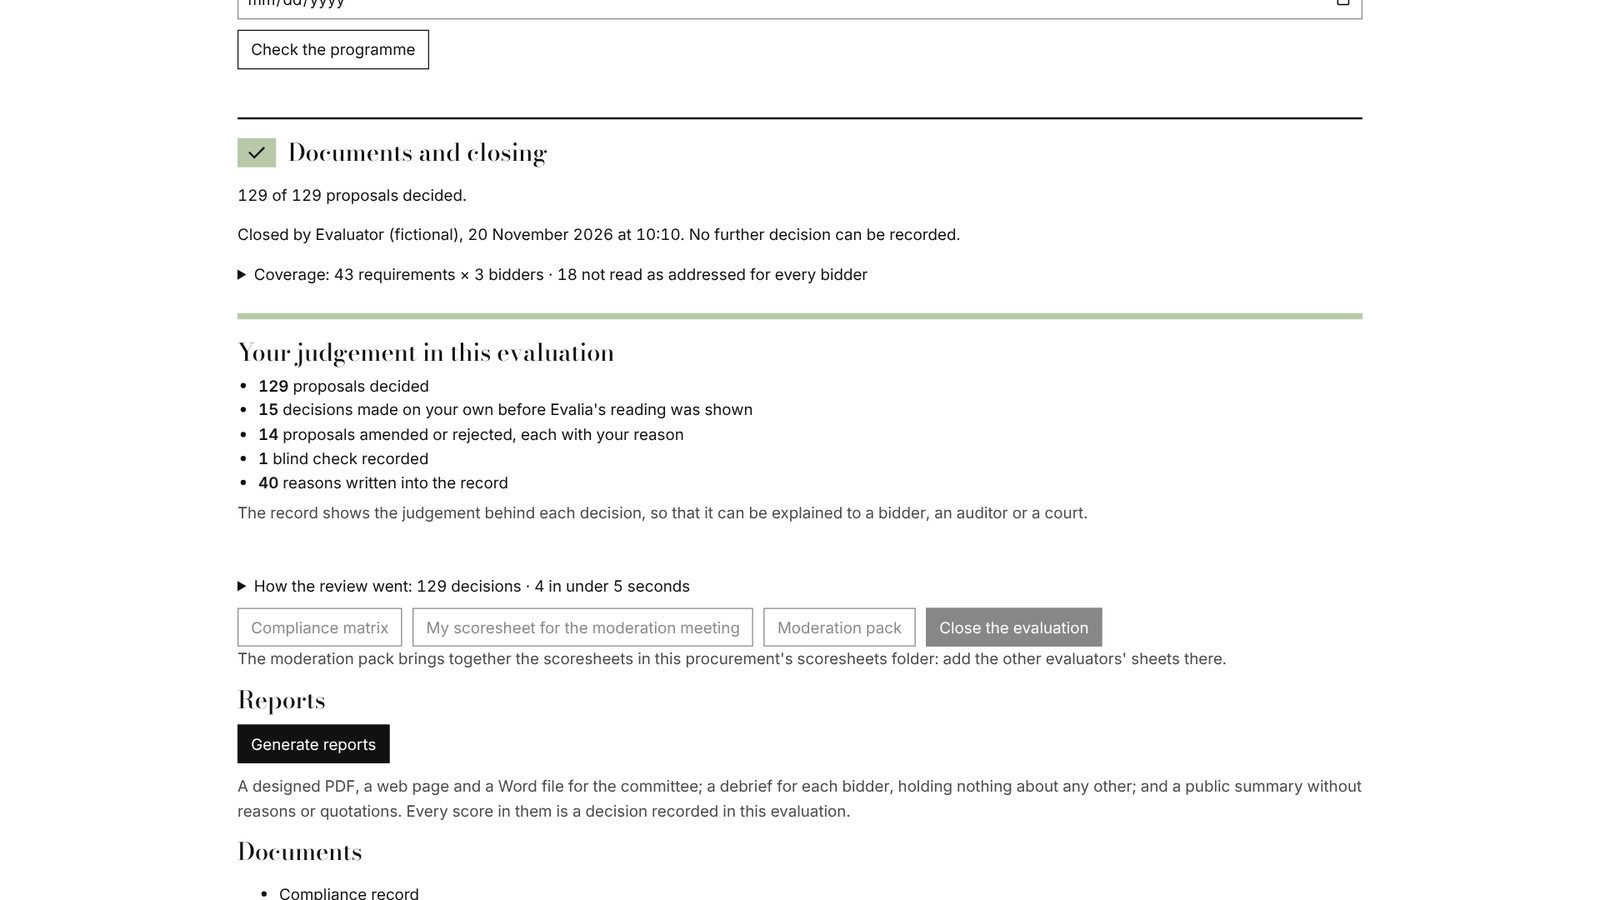 mm/dd/yyyy
Check the programme
Documents and closing
129 of 129 proposals decided.
Closed by Evaluator (fictional), 20 November 2026 at 10:10. No further decision can be recorded.
Coverage: 43 requirements × 3 bidders · 18 not read as addressed for every bidder
Your judgement in this evaluation
129 proposals decided
15 decisions made on your own before Evalia's reading was shown
14 proposals amended or rejected, each with your reason
1 blind check recorded
40 reasons written into the record
The record shows the judgement behind each decision, so that it can be explained to a bidder, an auditor or a court.
How the review went: 129 decisions · 4 in under 5 seconds
Compliance matrix My scoresheet for the moderation meeting Moderation pack Close the evaluation
The moderation pack brings together the scoresheets in this procurement's scoresheets folder: add the other evaluators' sheets there.
Reports
Generate reports
A designed PDF, a web page and a Word file for the committee; a debrief for each bidder, holding nothing about any other; and a public summary without
reasons or quotations. Every score in them is a decision recorded in this evaluation.
Documents
Compliance record